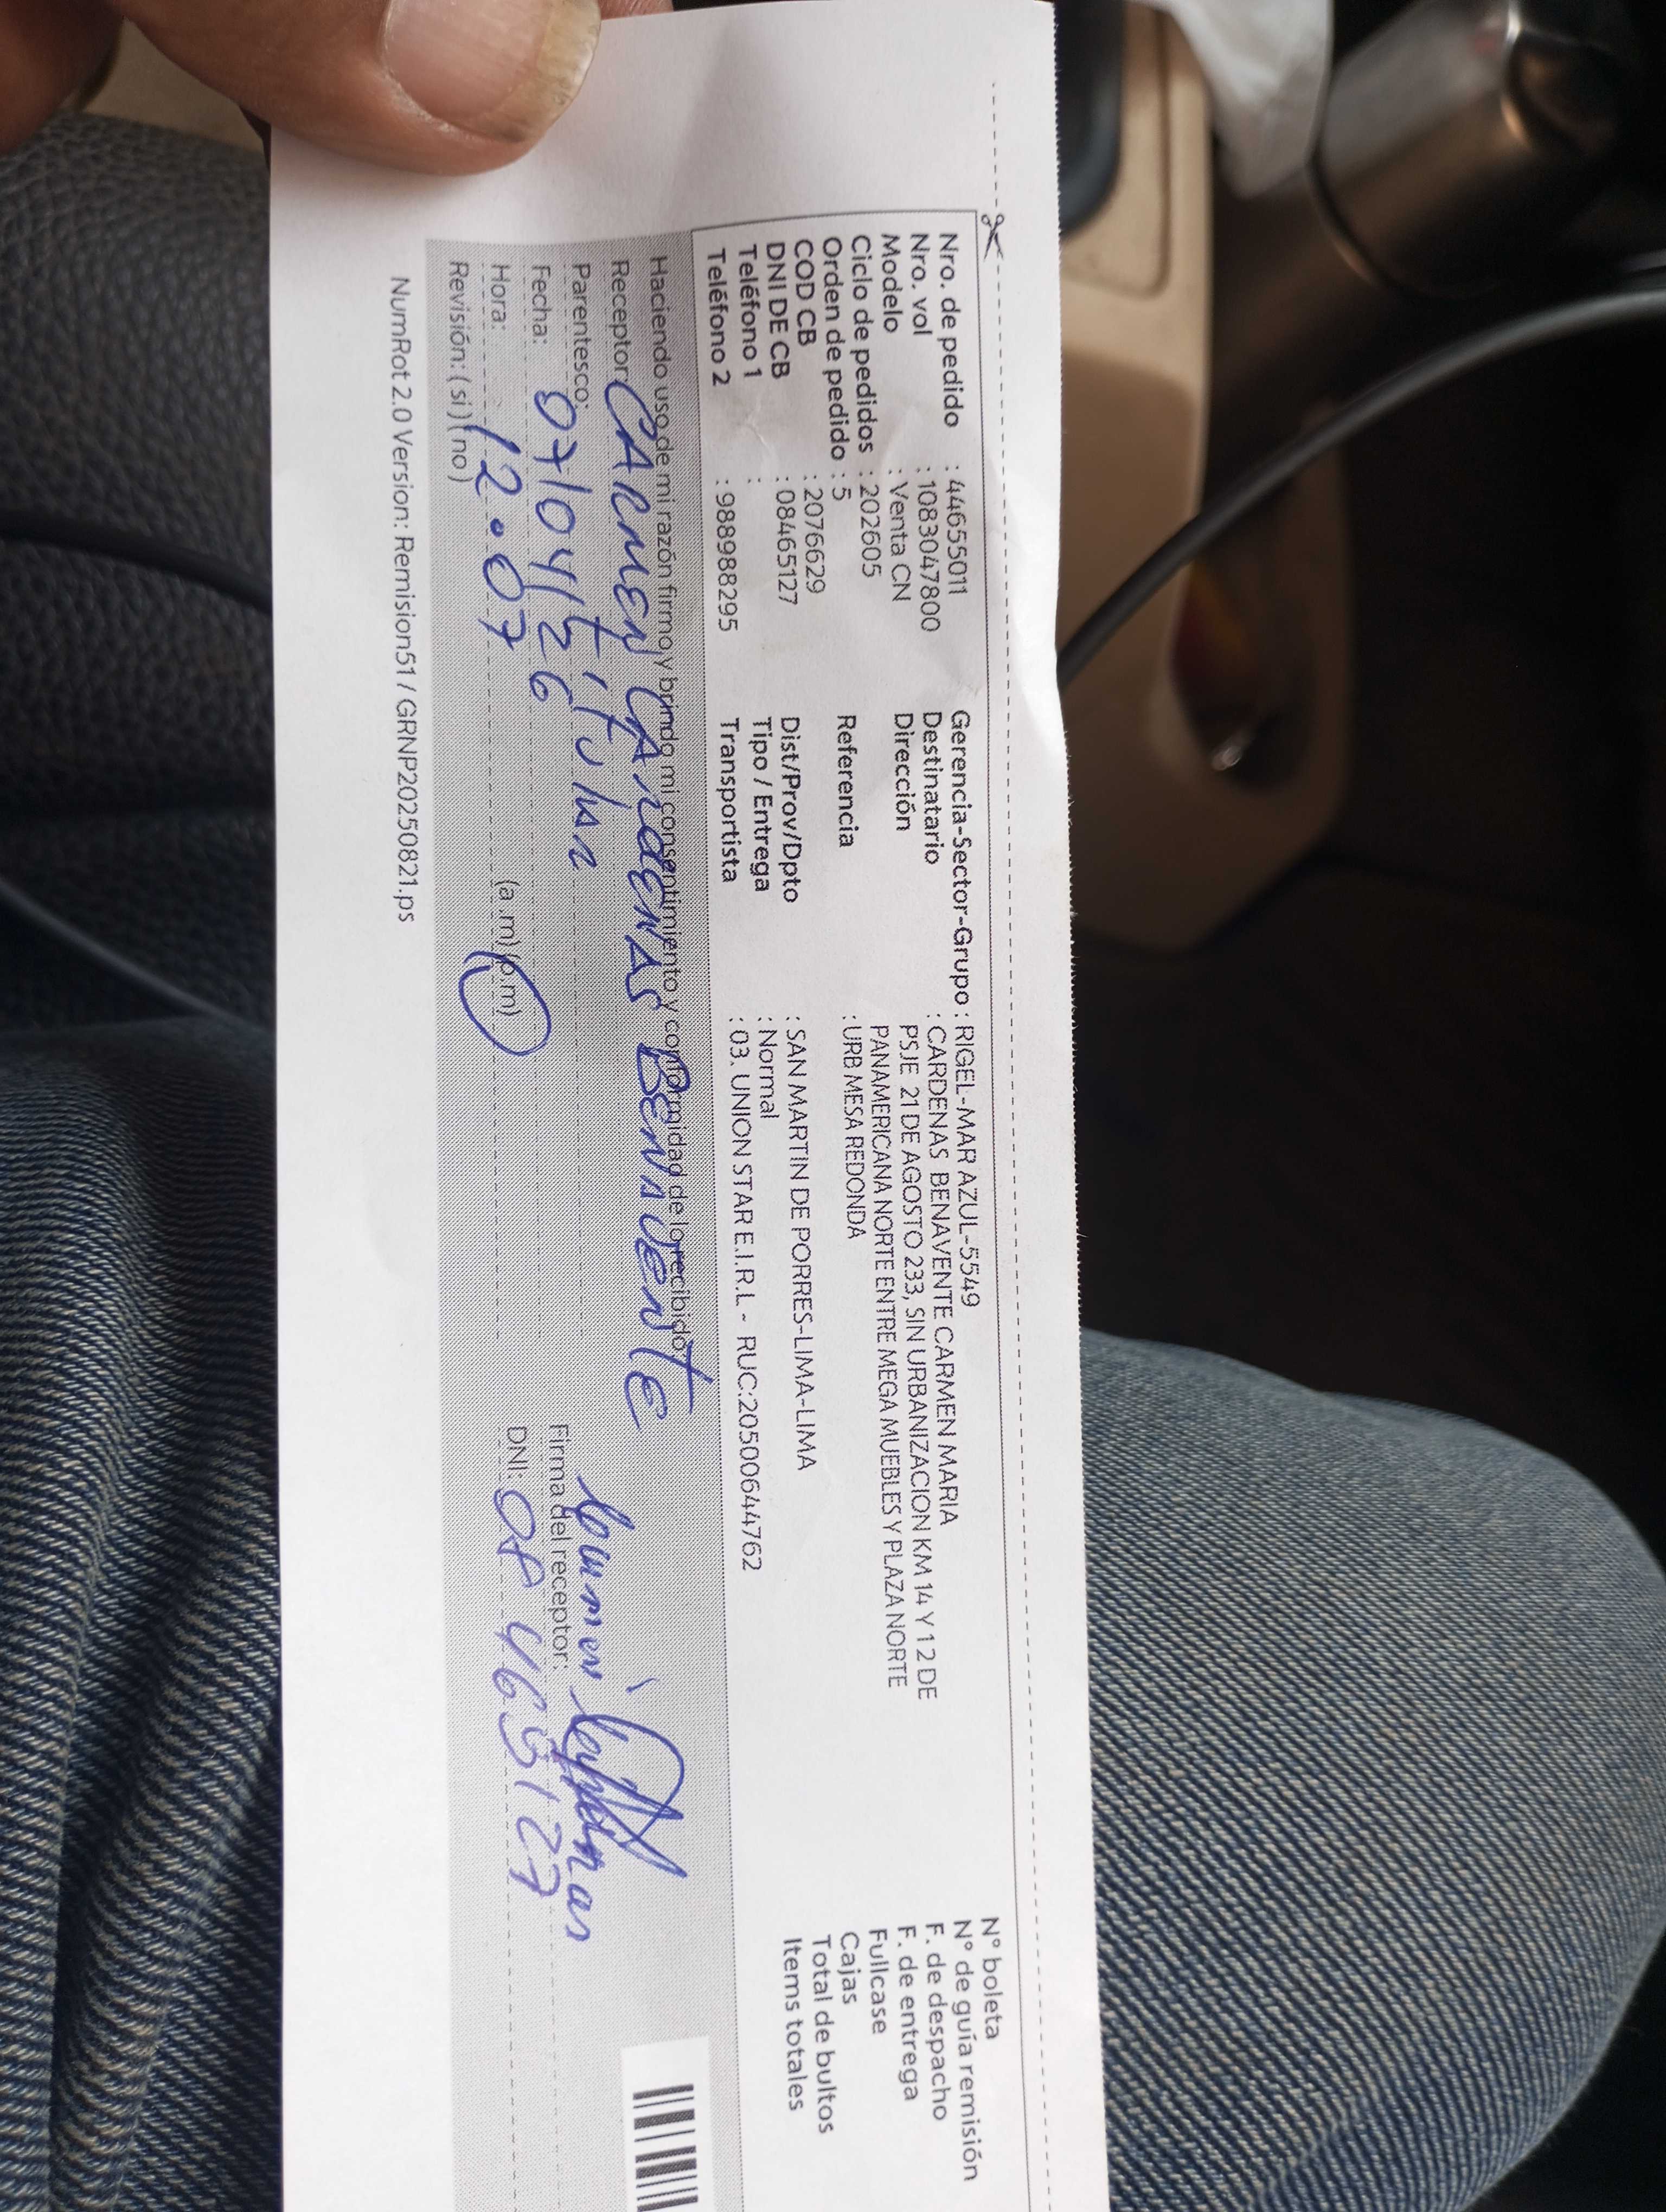 Nro. de pedido : 44655011
Nro. vol : 1083047800
Modelo : Venta CN
Ciclo de pedidos : 202605
Orden de pedido : 5
COD CB : 2076629
DNI DE CB : 08465127
Teléfono 1 :
Teléfono 2 : 988988295
Gerencia-Sector-Grupo : RIGEL-MAR AZUL-5549
Destinatario : CARDENAS BENAVENTE CARMEN MARIA
Dirección PSJE 21 DE AGOSTO 233, SIN URBANIZACION KM 14 Y 1 2 DE
PANAMERICANA NORTE ENTRE MEGA MUEBLES Y PLAZA NORTE
Referencia : URB MESA REDONDA
Dist/Prov/Dpto : SAN MARTIN DE PORRES-LIMA-LIMA
Tipo / Entrega : Normal
Transportista : 03. UNION STAR E.I.R.L - RUC:20500644762
N° boleta
N° de guía remisión
F. de despacho
F. de entrega
Fullcase
Cajas
Total de bultos
Items totales
Haciendo uso de mi razón firmo y brindo mi consentimiento y conformidad de lo recibido:
Receptor: CARMEN CARDENAS BENAVENTE
Parentesco: titular
Fecha: 07/04/26
Hora: 12.07 (a .m) (p.m)
Revisión: ( si ) ( no )
Carmen Cardenas
Firma del receptor:
DNI: 08465127
NumRot 2.0 Version: Remision51 / GRNP20250821.ps